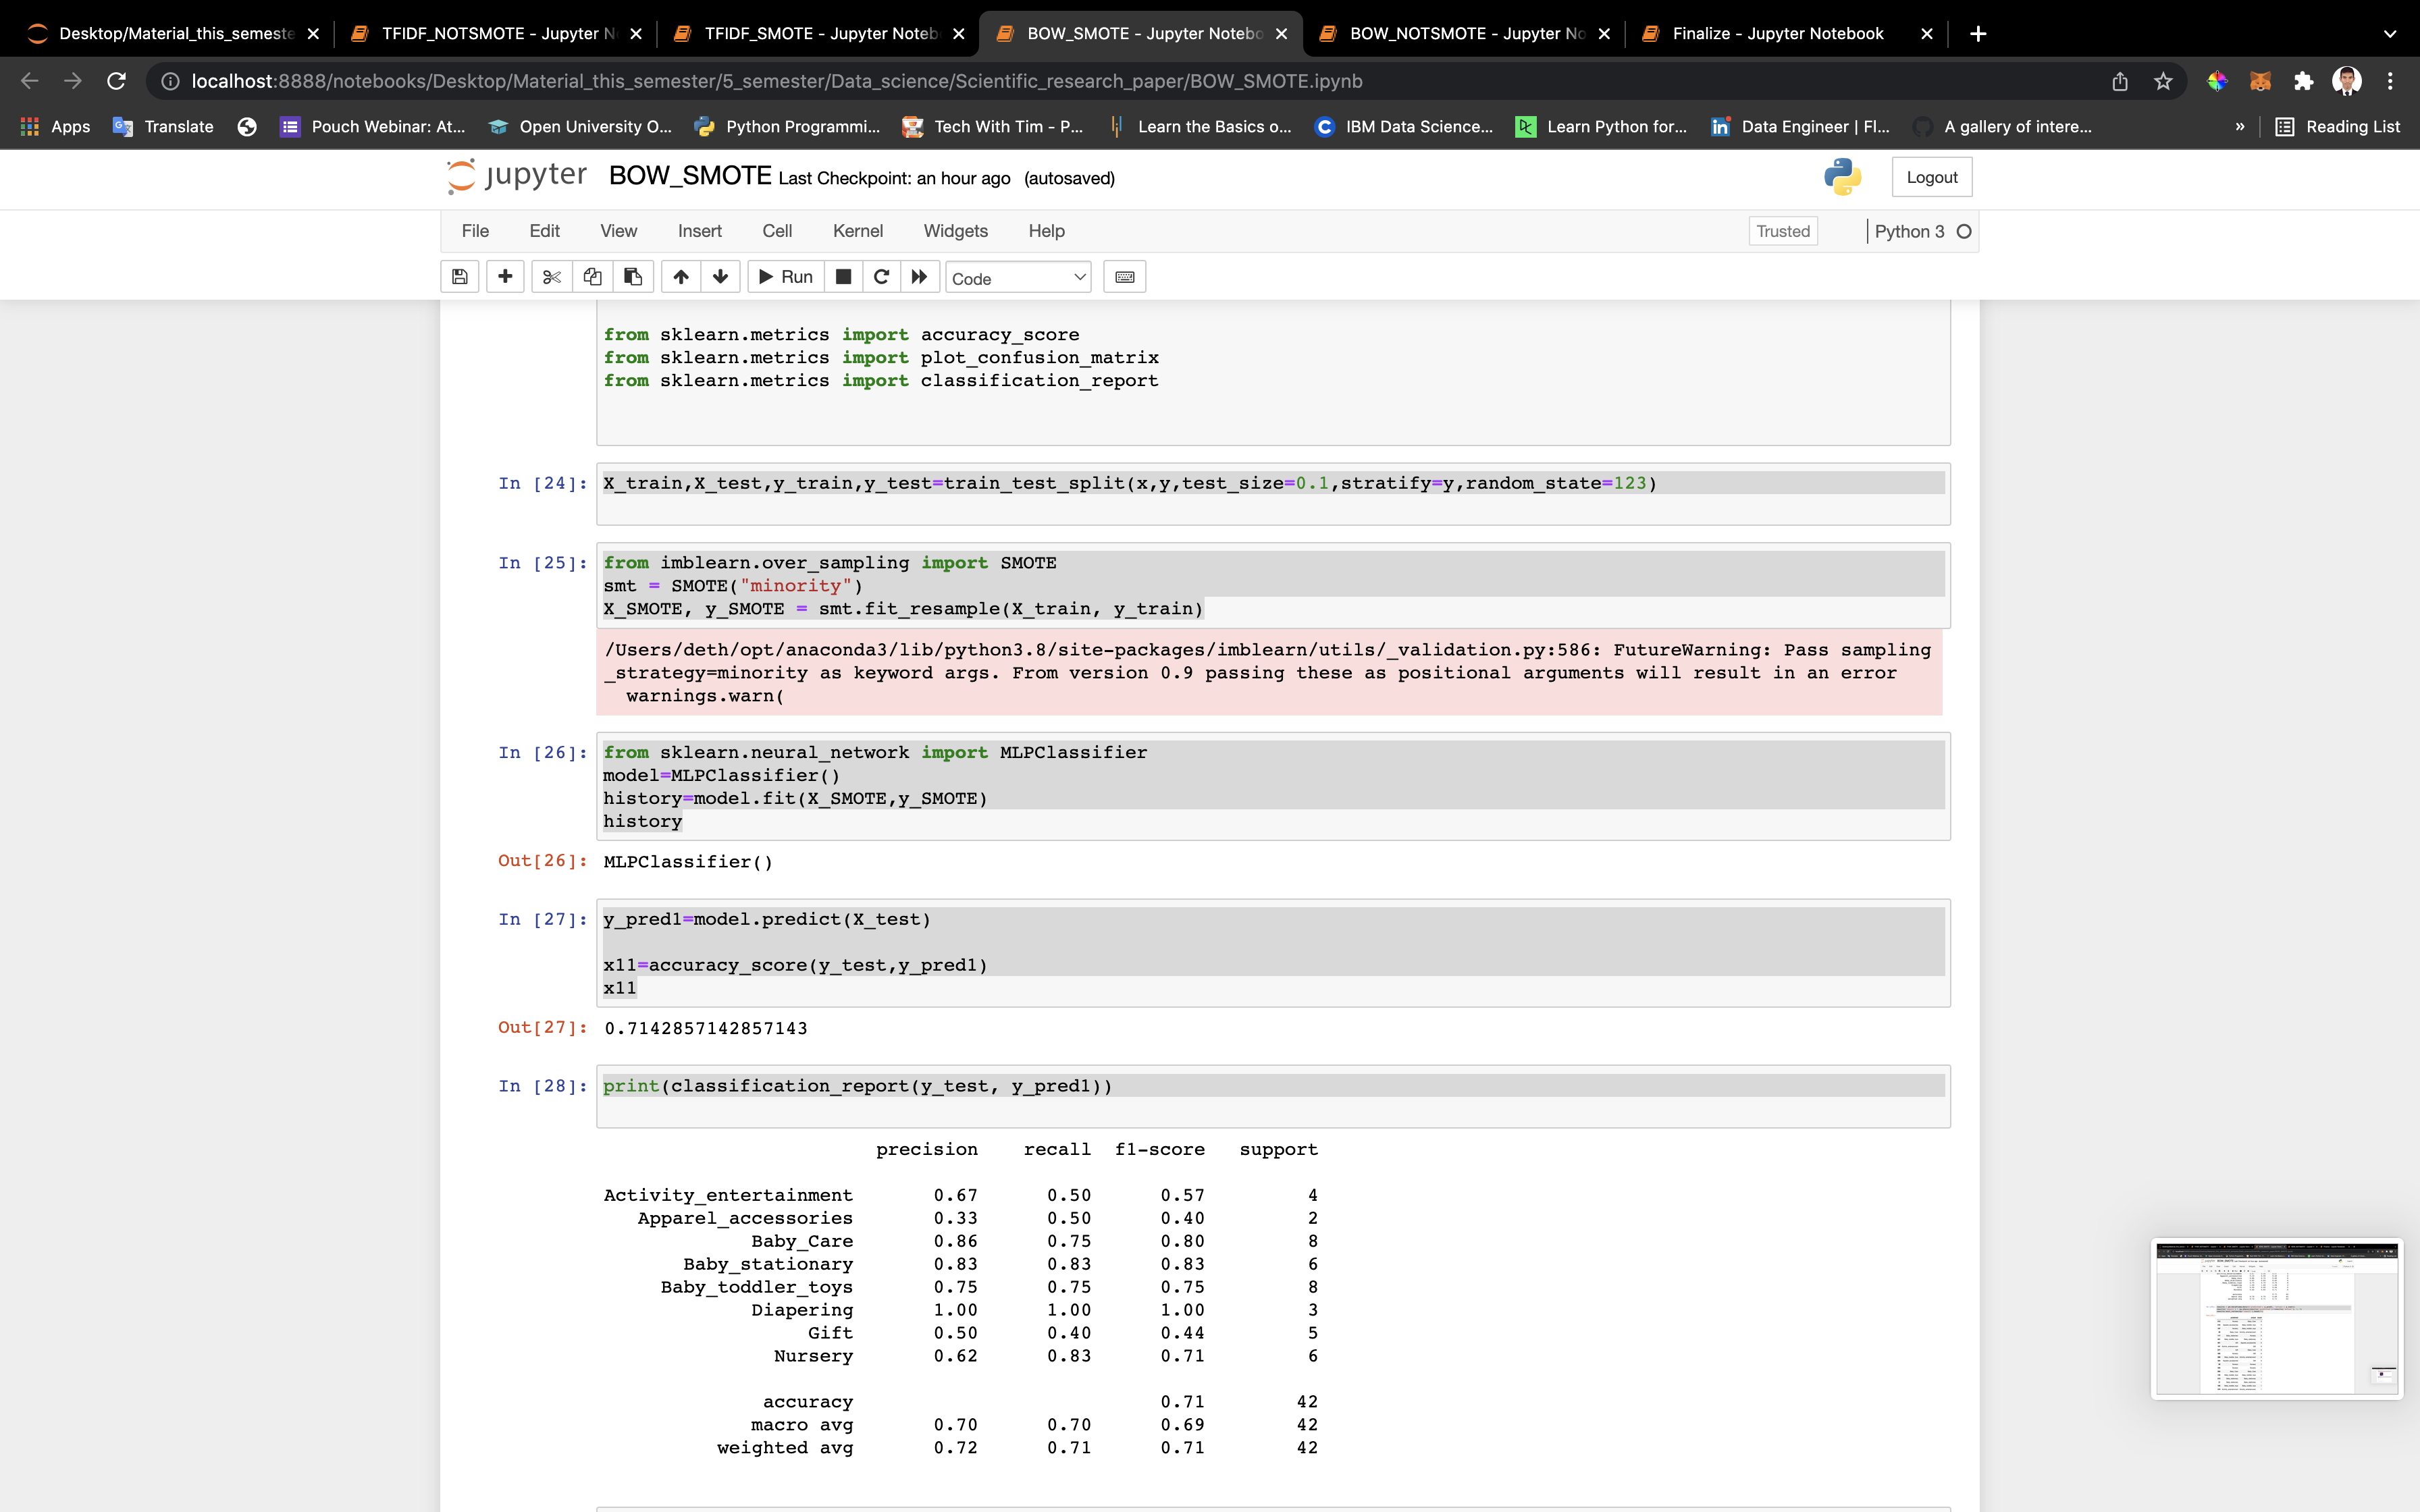 Desktop/Material_this_semeste
TFIDF_NOTSMOTE - Jupyter N
TFIDF_SMOTE - Jupyter Noteb
BOW_SMOTE - Jupyter Notebo
BOW_NOTSMOTE - Jupyter No
Finalize - Jupyter Notebook
localhost:8888/notebooks/Desktop/Material_this_semester/5_semester/Data_science/Scientific_research_paper/BOW_SMOTE.ipynb
Apps Translate Pouch Webinar: At... Open University O... Python Programmi... Tech With Tim - P... Learn the Basics o... IBM Data Science... Learn Python for... Data Engineer | Fl... A gallery of intere... » Reading List
jupyter BOW_SMOTE Last Checkpoint: an hour ago (autosaved) Logout
File Edit View Insert Cell Kernel Widgets Help Trusted Python 3
Run Code
from sklearn.metrics import accuracy_score
from sklearn.metrics import plot_confusion_matrix
from sklearn.metrics import classification_report
In [24]: X_train,X_test,y_train,y_test=train_test_split(x,y,test_size=0.1,stratify=y,random_state=123)
In [25]: from imblearn.over_sampling import SMOTE
smt = SMOTE("minority")
X_SMOTE, y_SMOTE = smt.fit_resample(X_train, y_train)
/Users/deth/opt/anaconda3/lib/python3.8/site-packages/imblearn/utils/_validation.py:586: FutureWarning: Pass sampling
_strategy=minority as keyword args. From version 0.9 passing these as positional arguments will result in an error
warnings.warn(
In [26]: from sklearn.neural_network import MLPClassifier
model=MLPClassifier()
history=model.fit(X_SMOTE,y_SMOTE)
history
Out[26]: MLPClassifier()
In [27]: y_pred1=model.predict(X_test)
x11=accuracy_score(y_test,y_pred1)
x11
Out[27]: 0.7142857142857143
In [28]: print(classification_report(y_test, y_pred1))
precision recall f1-score support
Activity_entertainment 0.67 0.50 0.57 4
Apparel_accessories 0.33 0.50 0.40 2
Baby_Care 0.86 0.75 0.80 8
Baby_stationary 0.83 0.83 0.83 6
Baby_toddler_toys 0.75 0.75 0.75 8
Diapering 1.00 1.00 1.00 3
Gift 0.50 0.40 0.44 5
Nursery 0.62 0.83 0.71 6
accuracy 0.71 42
macro avg 0.70 0.70 0.69 42
weighted avg 0.72 0.71 0.71 42